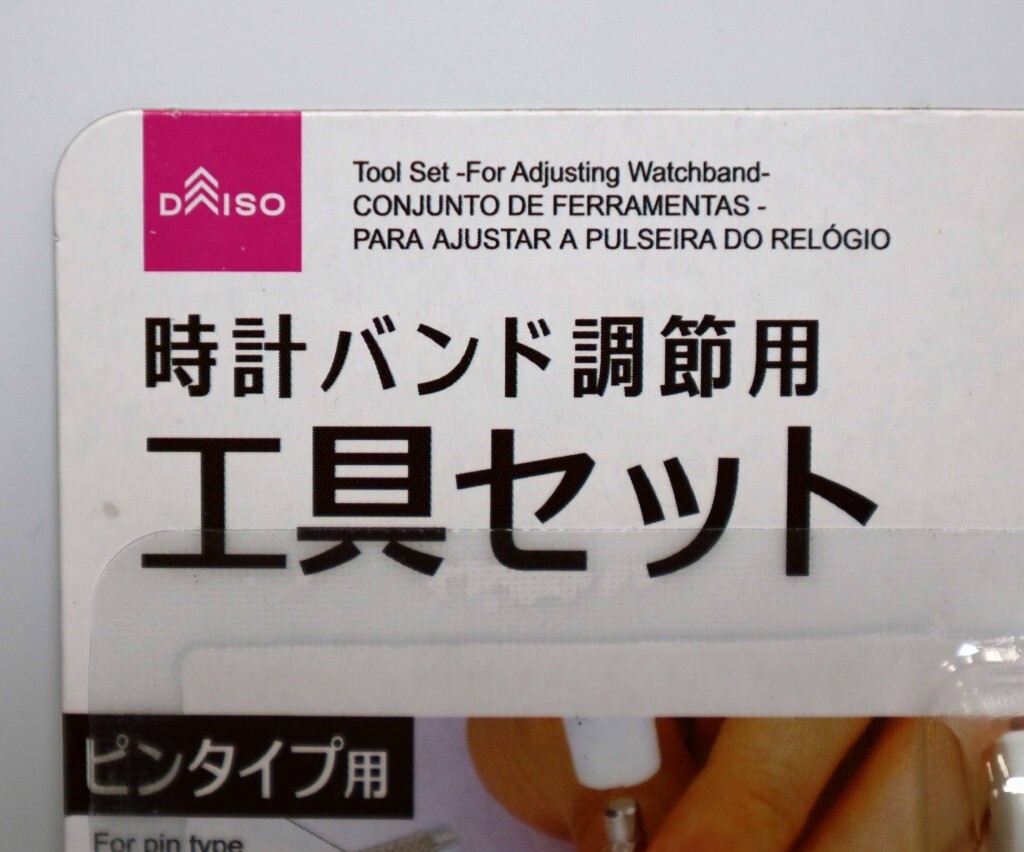 DAISO
Tool Set -For Adjusting Watchband-
CONJUNTO DE FERRAMENTAS -
PARA AJUSTAR A PULSEIRA DO RELÓGIO
時計バンド調節用
工具セット
ピンタイプ用
For pin type